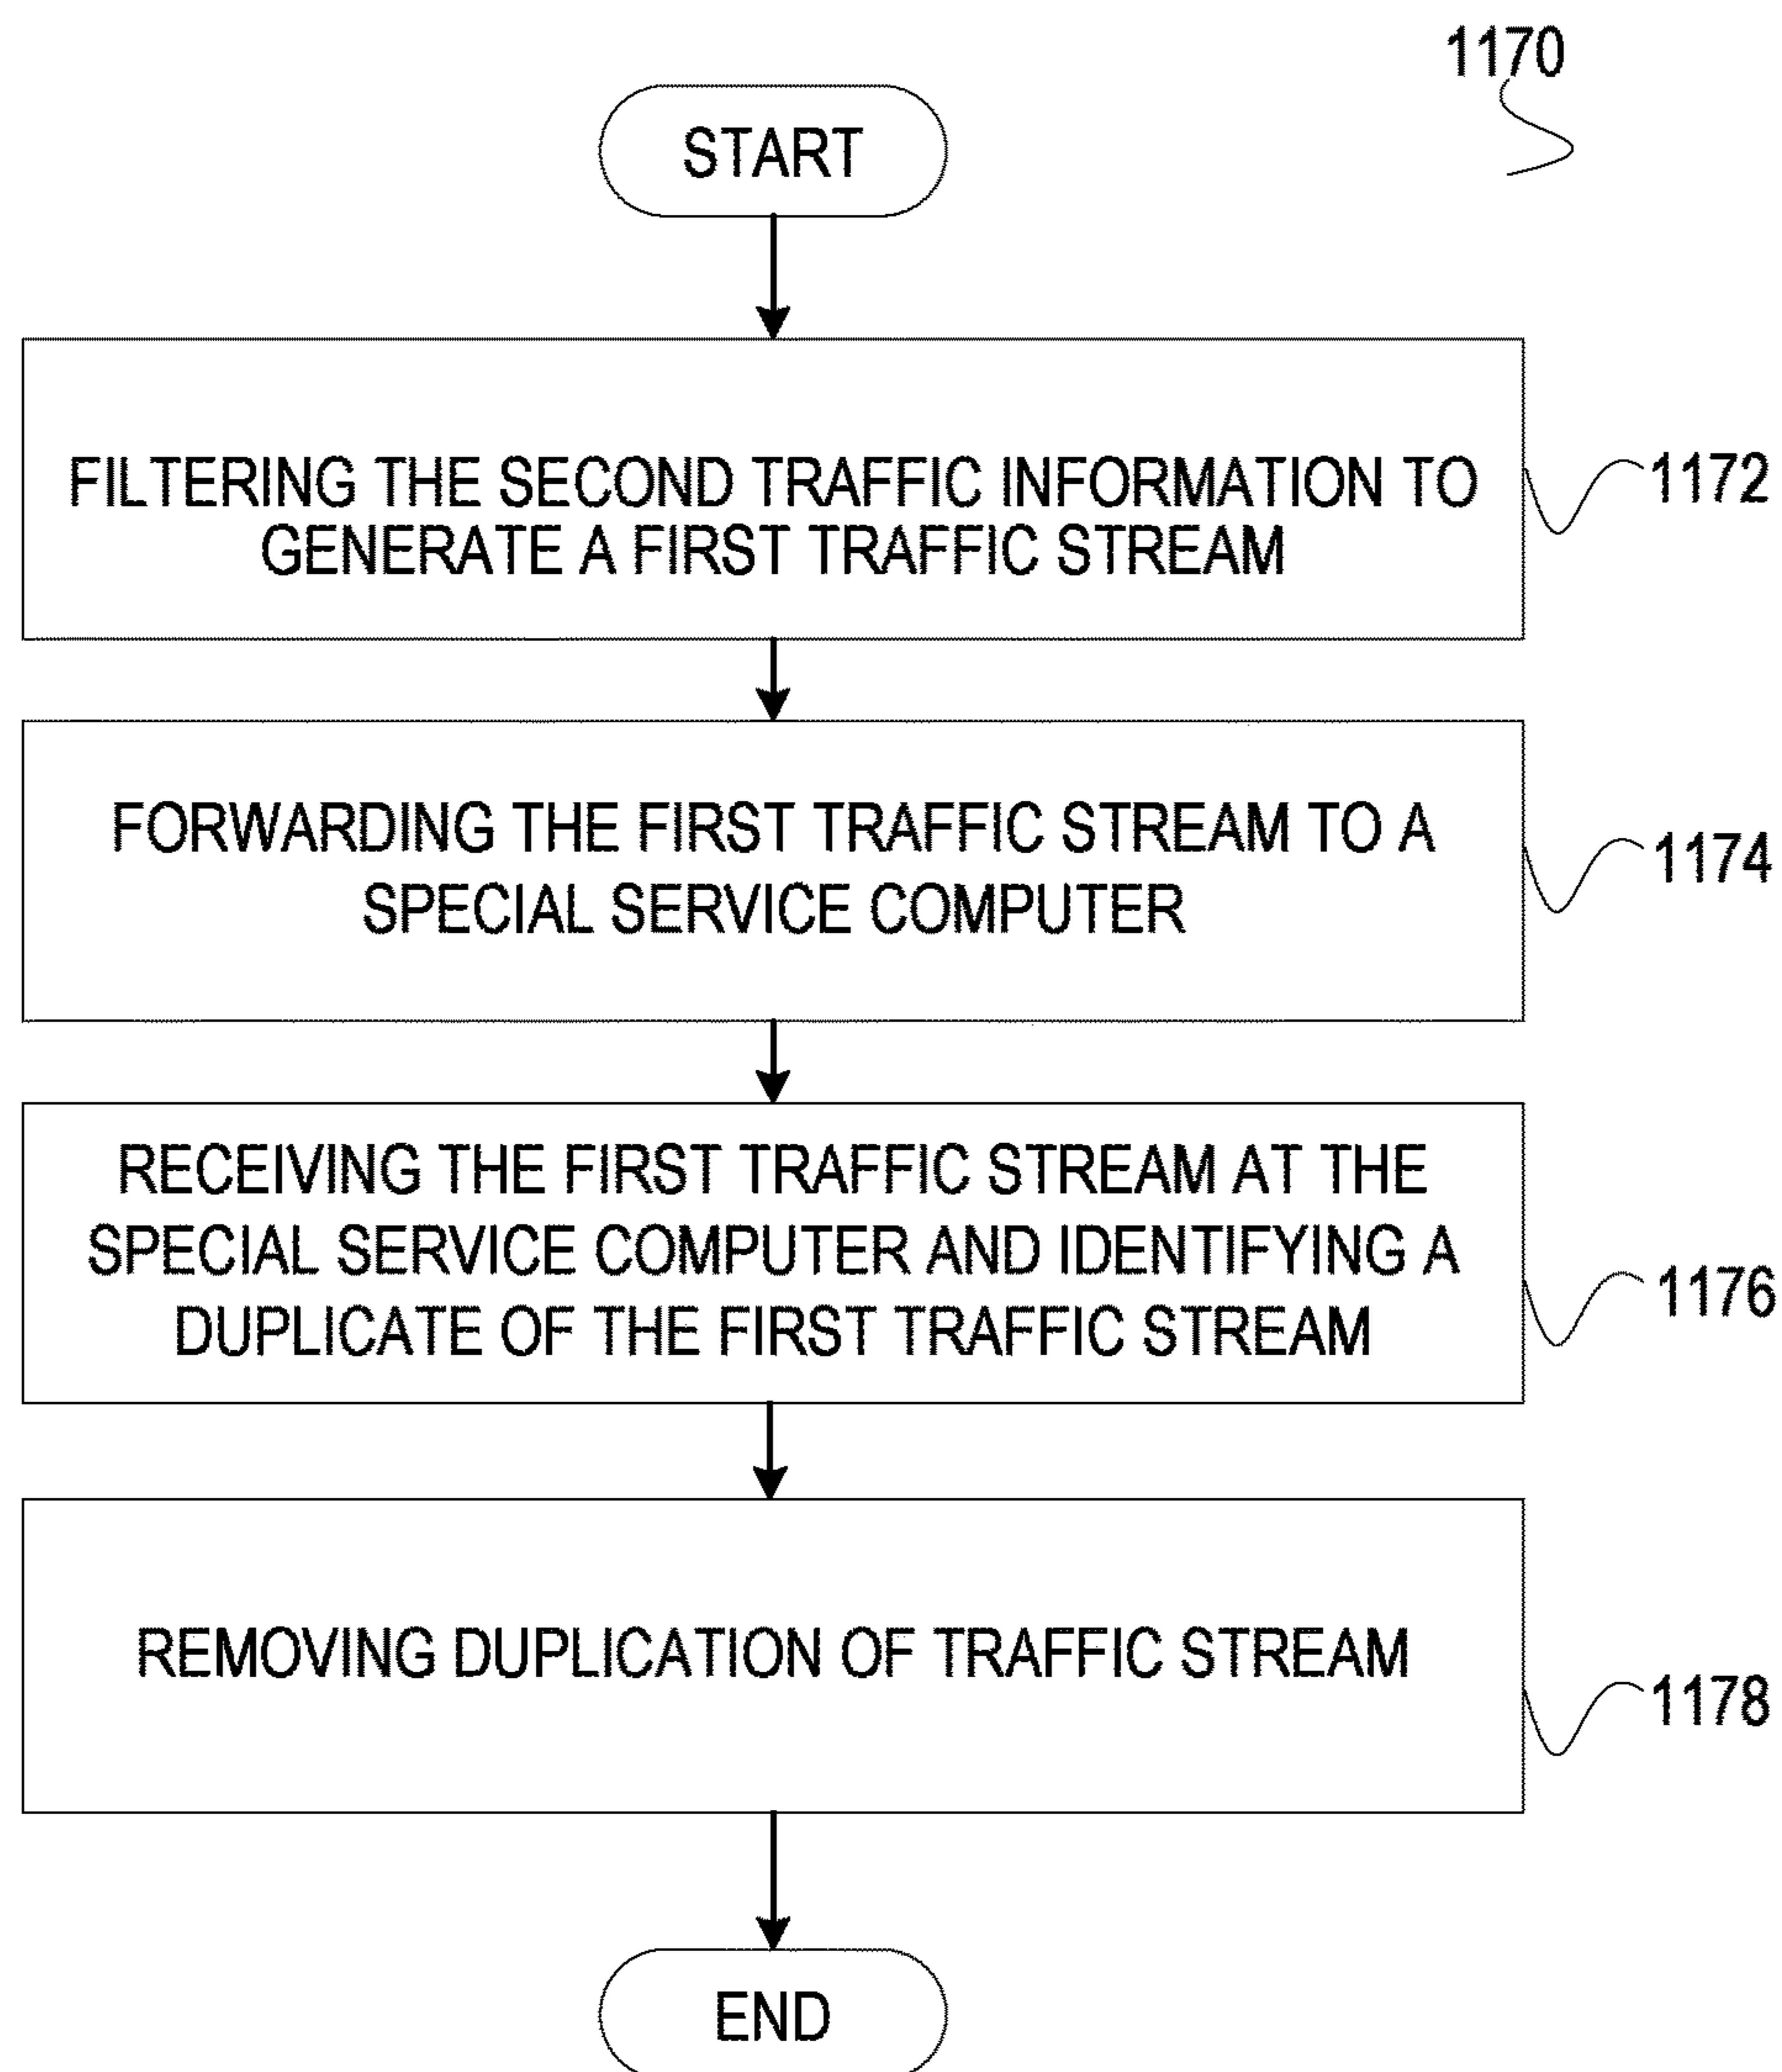 1170
START
FILTERING THE SECOND TRAFFIC INFORMATION TO
GENERATE A FIRST TRAFFIC STREAM
1172
FORWARDING THE FIRST TRAFFIC STREAM TO A
SPECIAL SERVICE COMPUTER
1174
RECEIVING THE FIRST TRAFFIC STREAM AT THE
SPECIAL SERVICE COMPUTER AND IDENTIFYING A
DUPLICATE OF THE FIRST TRAFFIC STREAM
1176
REMOVING DUPLICATION OF TRAFFIC STREAM
1178
END